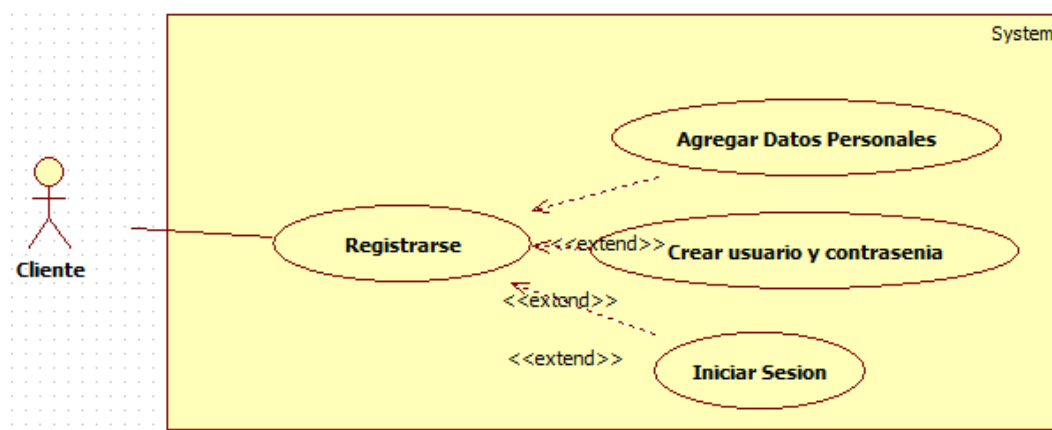 System
Agregar Datos Personales
Registrarse
<<extend>>
Crear usuario y contrasenia
Cliente
<<extend>>
<<extend>>
Iniciar Sesion